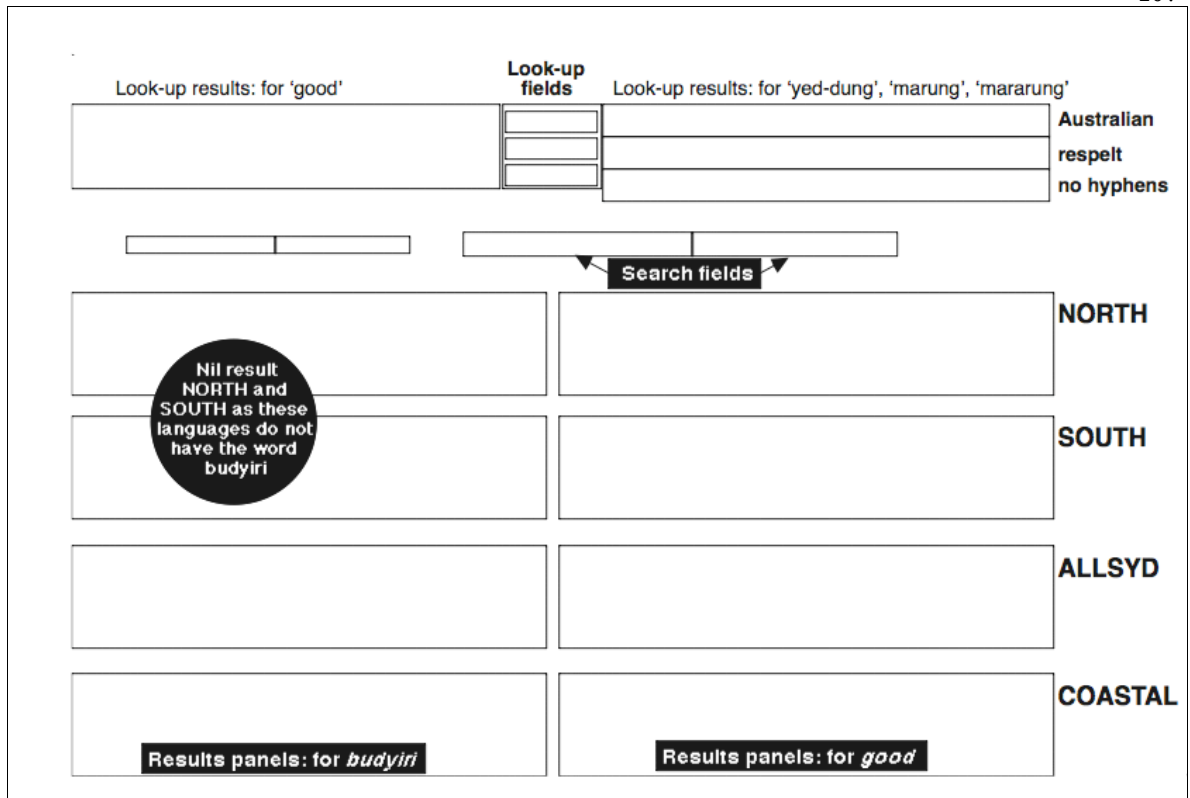 Look-up
fields
Look-up results: for ‘good’
Look-up results: for ‘yed-dung’, ‘marung’, ‘mararung’
Australian
respelt
no hyphens
Search fields
NORTH
Nil result
NORTH and
SOUTH as these
languages do not
have the word
budyiri
SOUTH
ALLSYD
COASTAL
Results panels: for budyiri
Results panels: for good